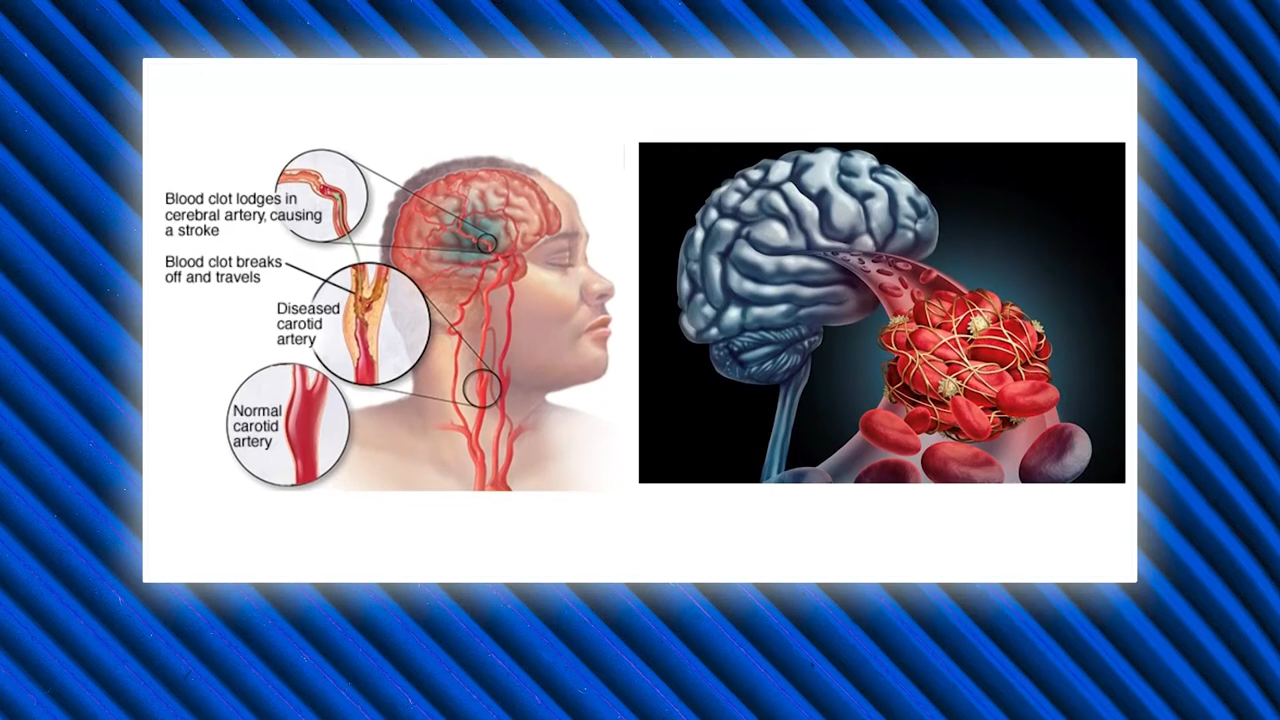 Blood clot lodges in
cerebral artery, causing
a stroke
Blood clot breaks
off and travels
Diseased
carotid
artery
Normal
carotid
artery